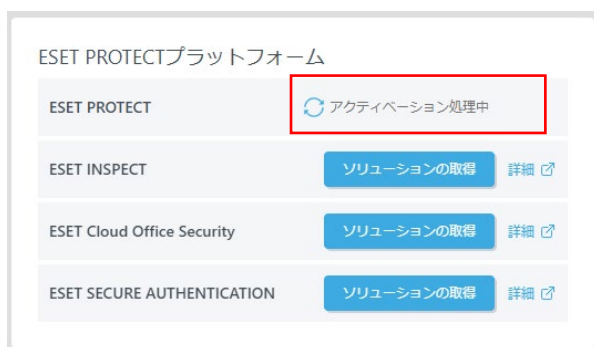 ESET PROTECTプラットフォーム
ESET PROTECT アクティベーション処理中
ESET INSPECT ソリューションの取得 詳細
ESET Cloud Office Security ソリューションの取得 詳細
ESET SECURE AUTHENTICATION ソリューションの取得 詳細